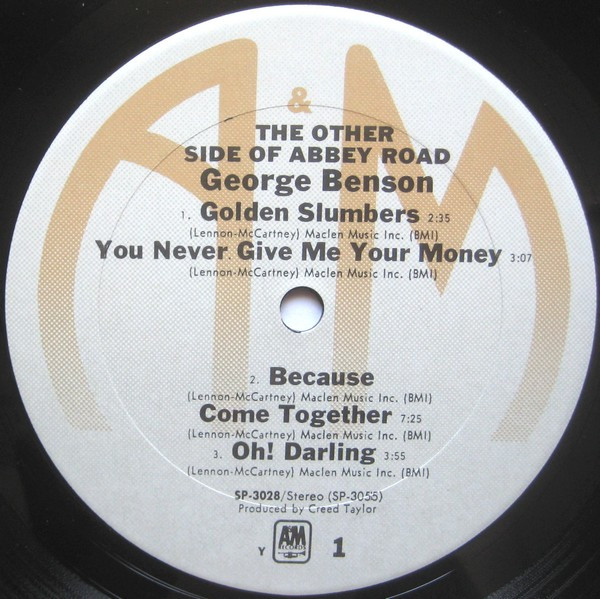 A & M
THE OTHER
SIDE OF ABBEY ROAD
George Benson
1. Golden Slumbers 2:35
(Lennon-McCartney) Maclen Music Inc. (BMI)
You Never Give Me Your Money 3:07
(Lennon-McCartney) Maclen Music Inc. (BMI)
2. Because
(Lennon-McCartney) Maclen Music Inc. (BMI)
Come Together 7:25
(Lennon-McCartney) Maclen Music Inc. (BMI)
3. Oh! Darling 3:55
(Lennon-McCartney) Maclen Music Inc. (BMI)
SP-3028/Stereo (SP-3055)
Produced by Creed Taylor
Y A&M RECORDS 1